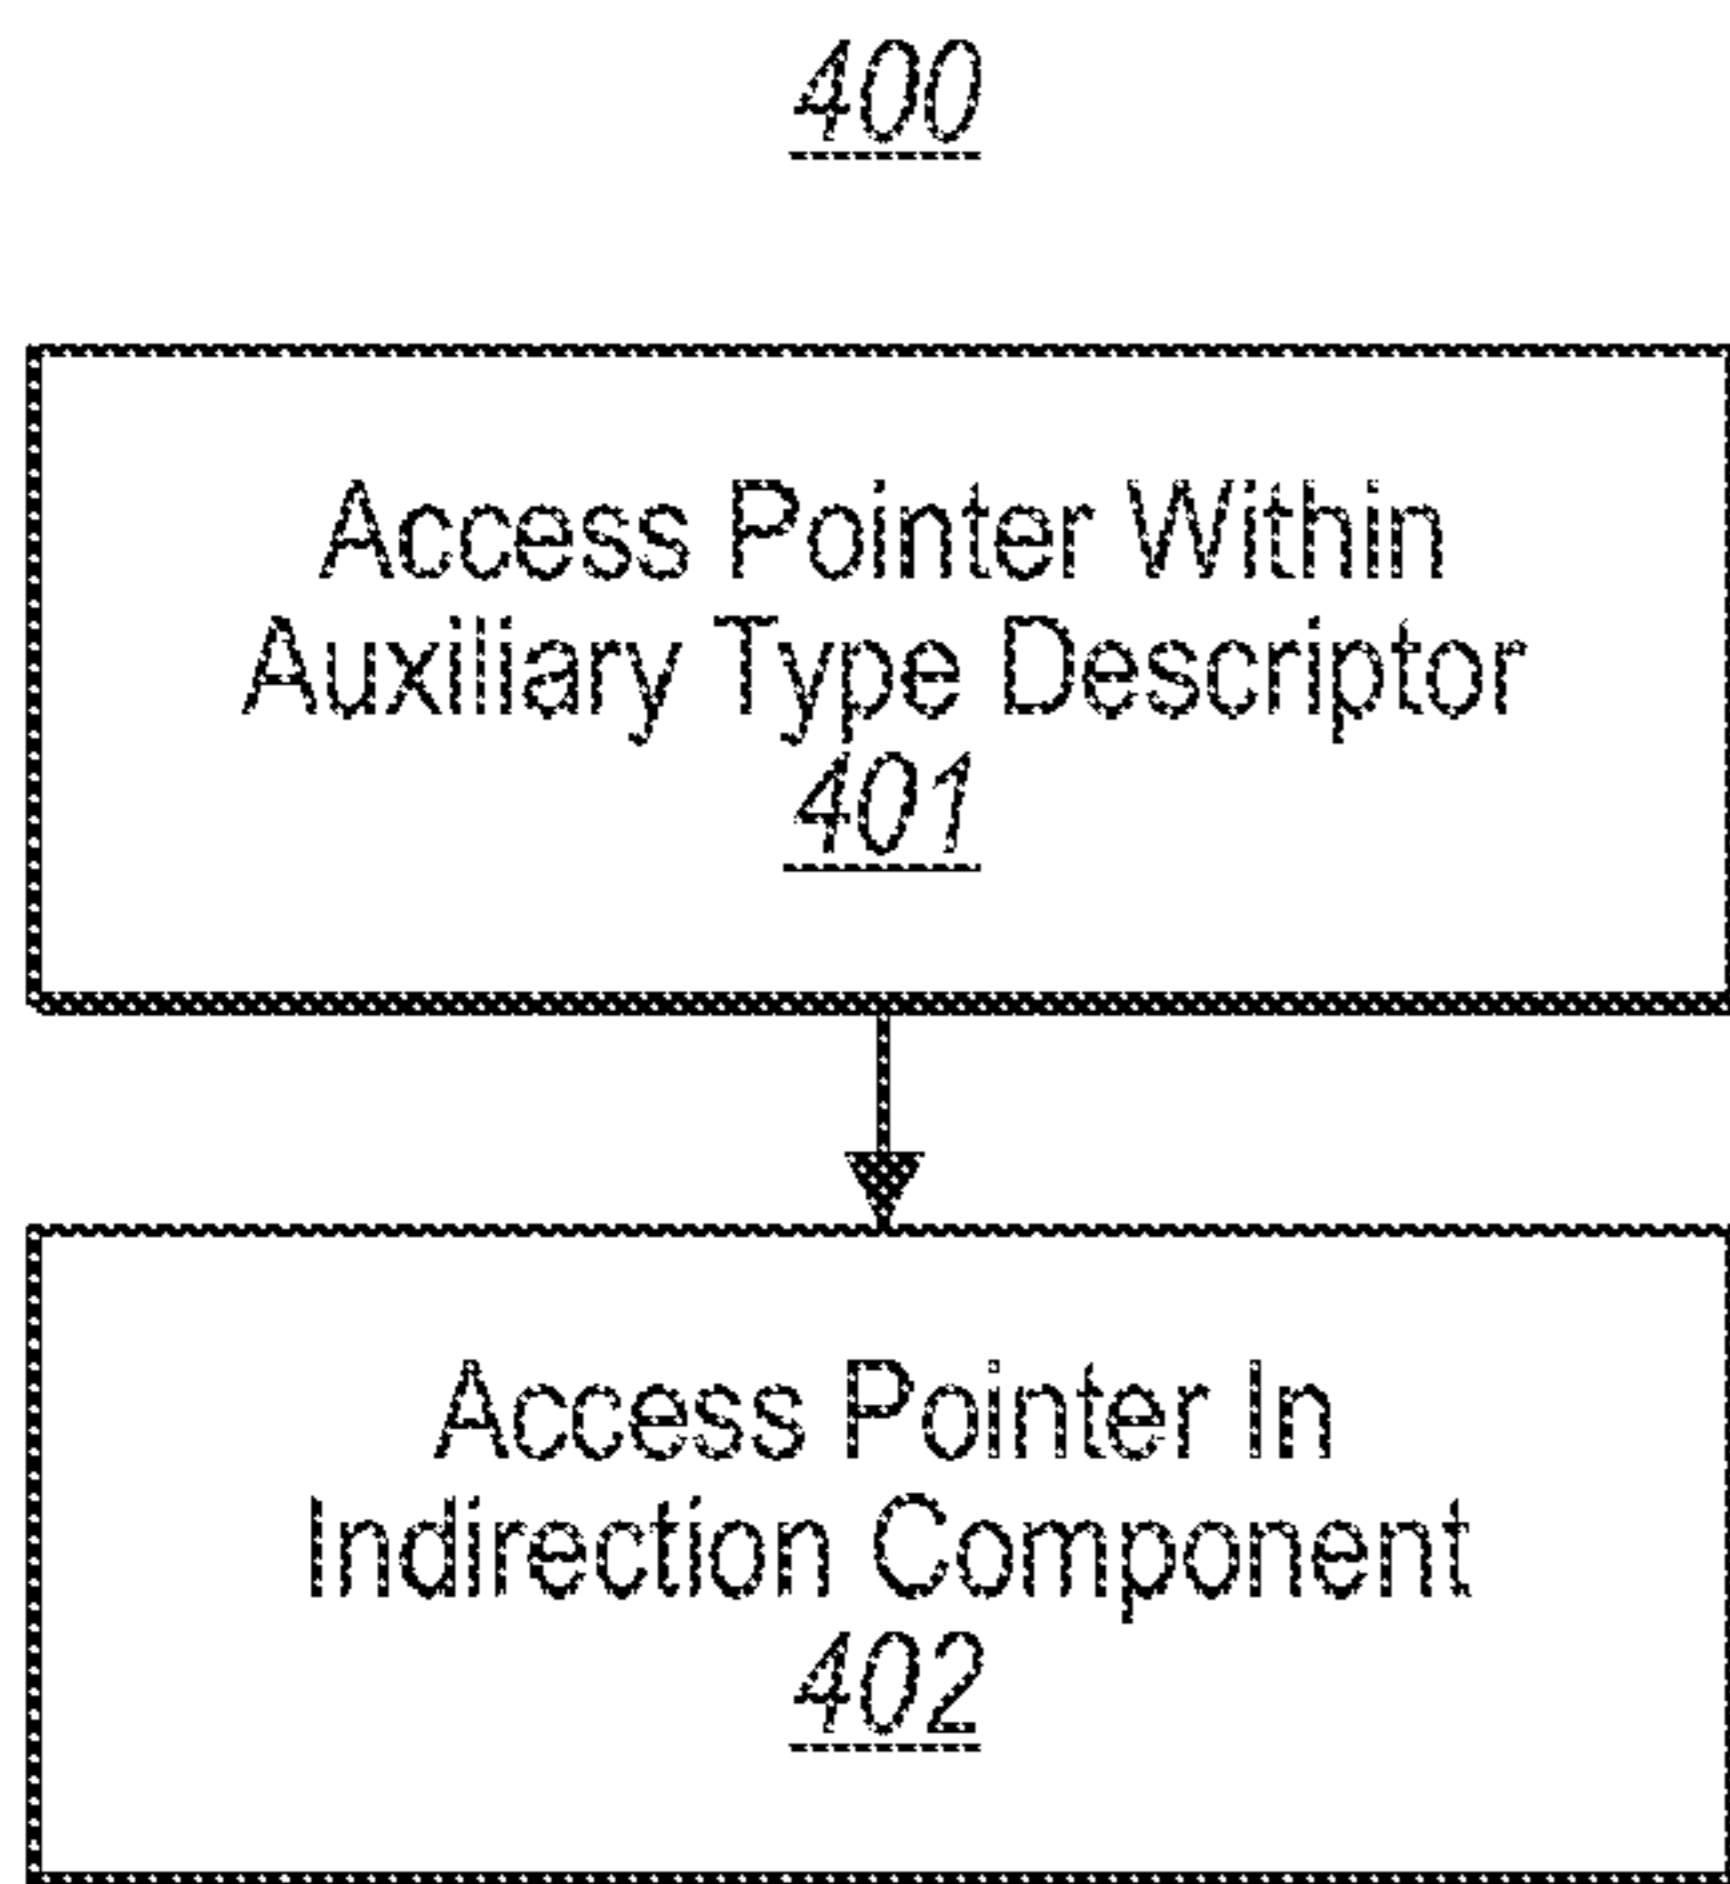 400
Access Pointer Within
Auxiliary Type Descriptor
401
Access Pointer In
Indirection Component
402